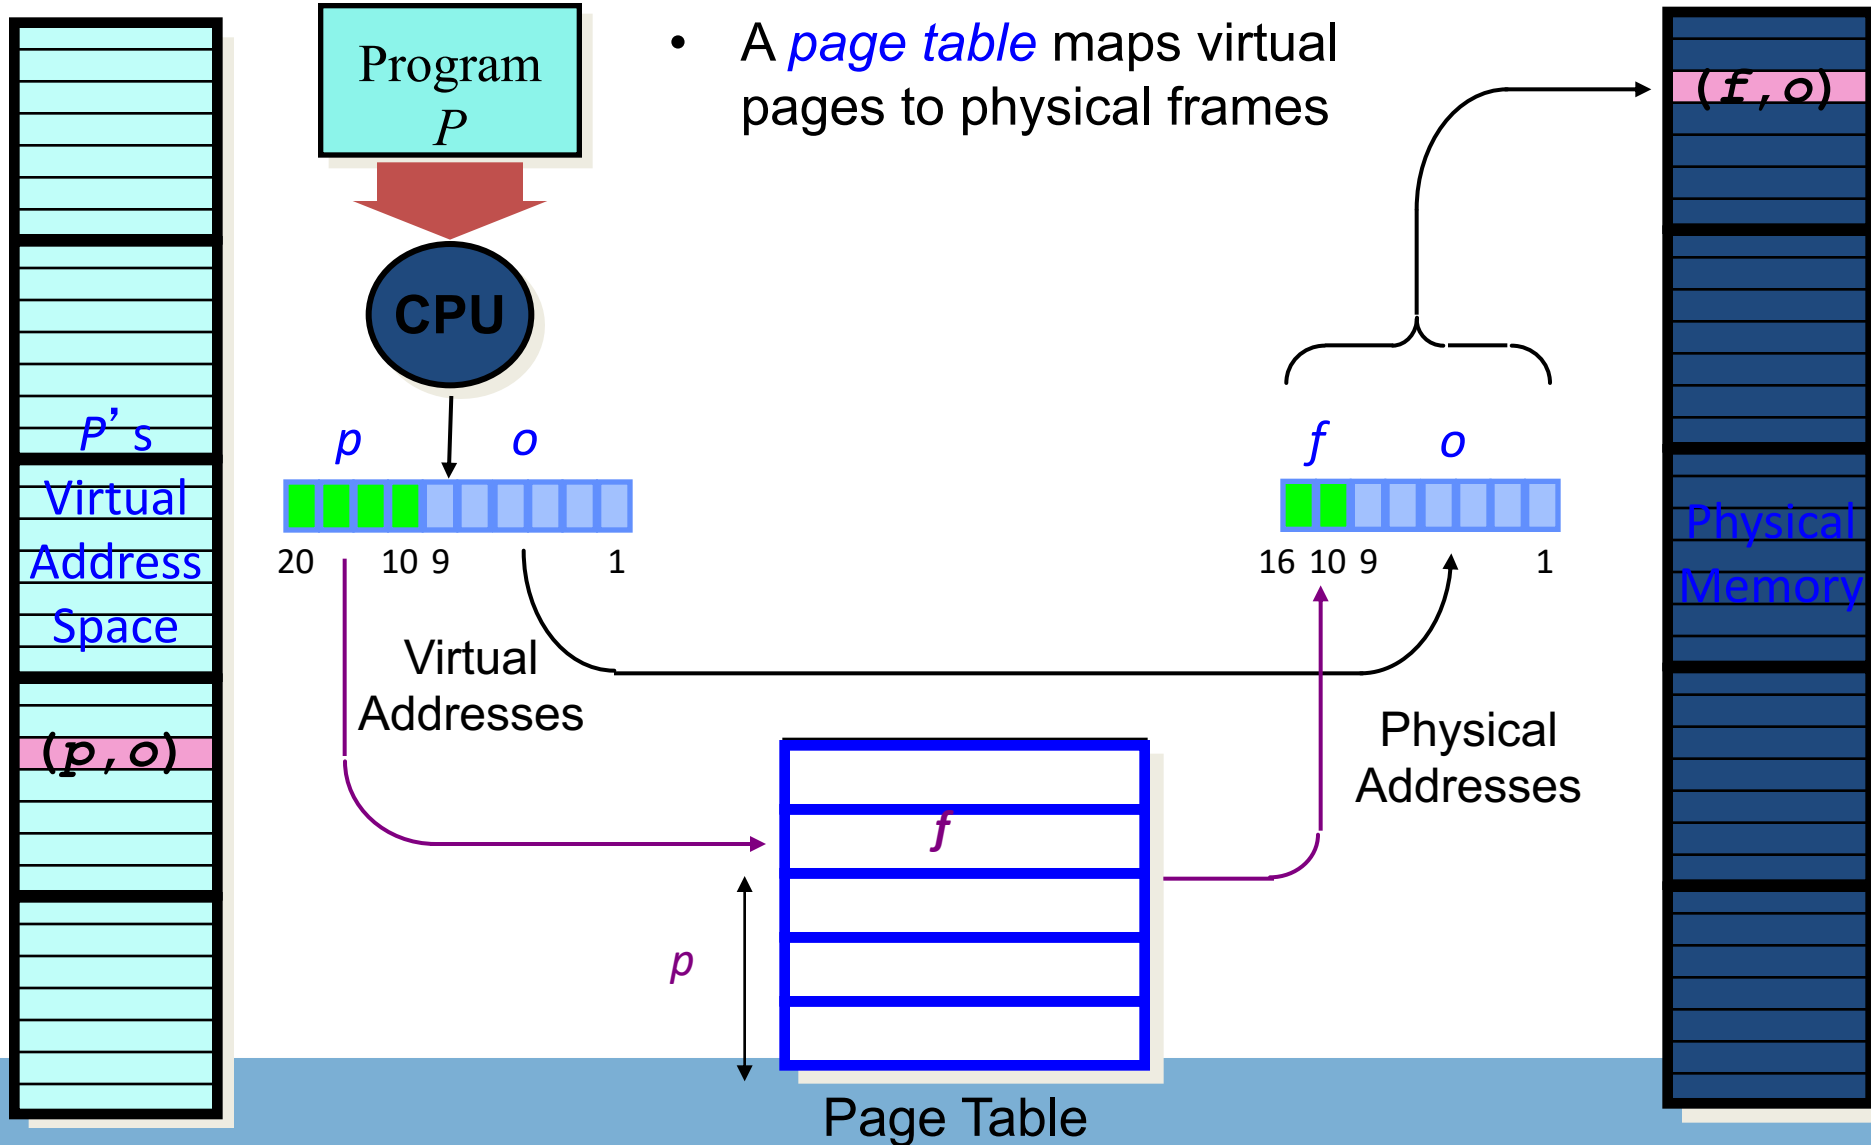 Program
P
• A page table maps virtual
pages to physical frames
(f,o)
CPU
P's
Virtual
Address
Space
(p,o)
p o
20 10 9 1
Virtual
Addresses
f o
16 10 9 1
Physical
Addresses
Physical
Memory
f
p
Page Table